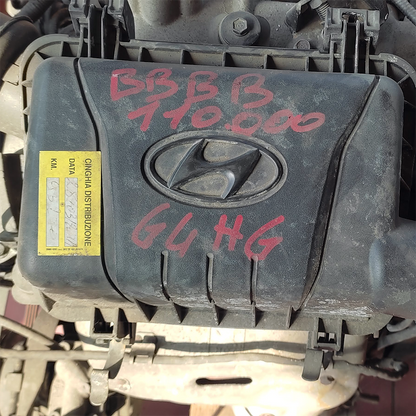 BBBB
110.000
G4HG
CINGHIA DISTRIBUZIONE
DATA
KM.